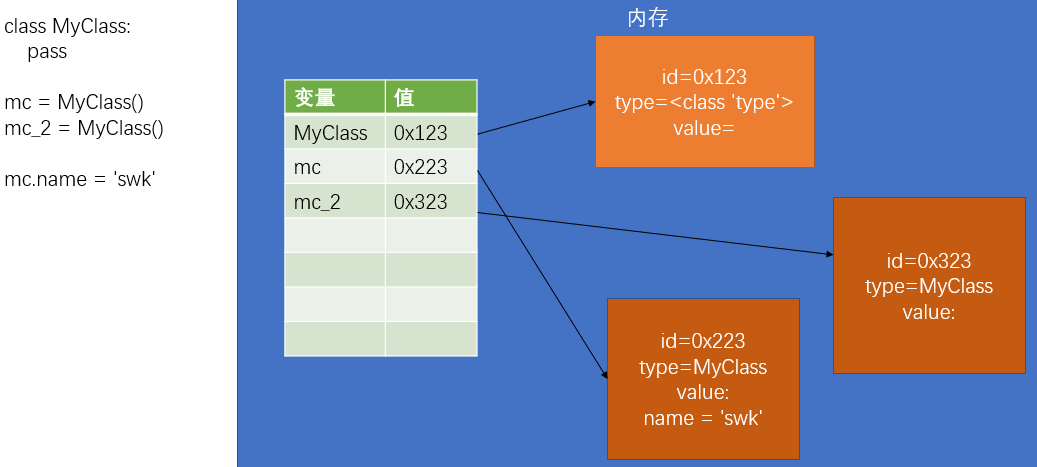 class MyClass:
pass
mc = MyClass()
mc_2 = MyClass()
mc.name = 'swk'
内存
变量 值
MyClass 0x123
mc 0x223
mc_2 0x323
id=0x123
type=<class 'type'>
value=
id=0x323
type=MyClass
value:
id=0x223
type=MyClass
value:
name = 'swk'